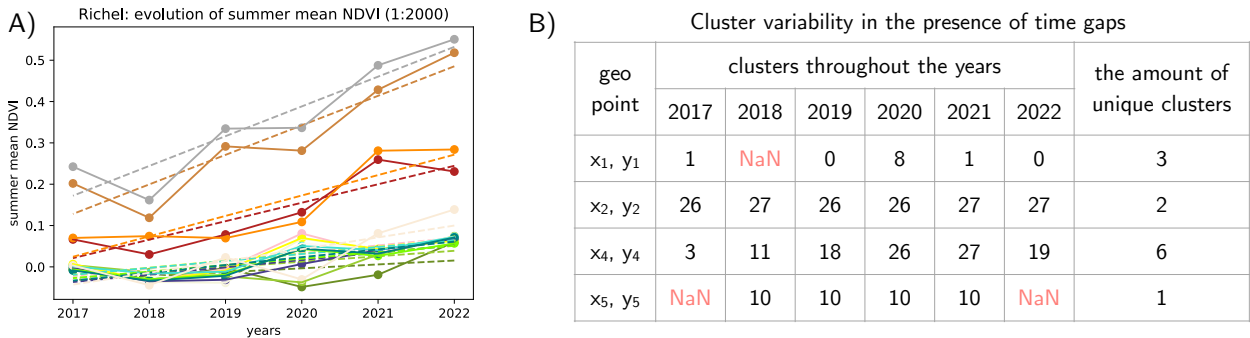 A)
Richel: evolution of summer mean NDVI (1:2000)
summer mean NDVI
0.5
0.4
0.3
0.2
0.1
0.0
2017 2018 2019 2020 2021 2022
years
B)
Cluster variability in the presence of time gaps
geo point clusters throughout the years the amount of unique clusters
2017 2018 2019 2020 2021 2022
x₁, y₁ 1 NaN 0 8 1 0 3
x₂, y₂ 26 27 26 26 27 27 2
x₄, y₄ 3 11 18 26 27 19 6
x₅, y₅ NaN 10 10 10 10 NaN 1